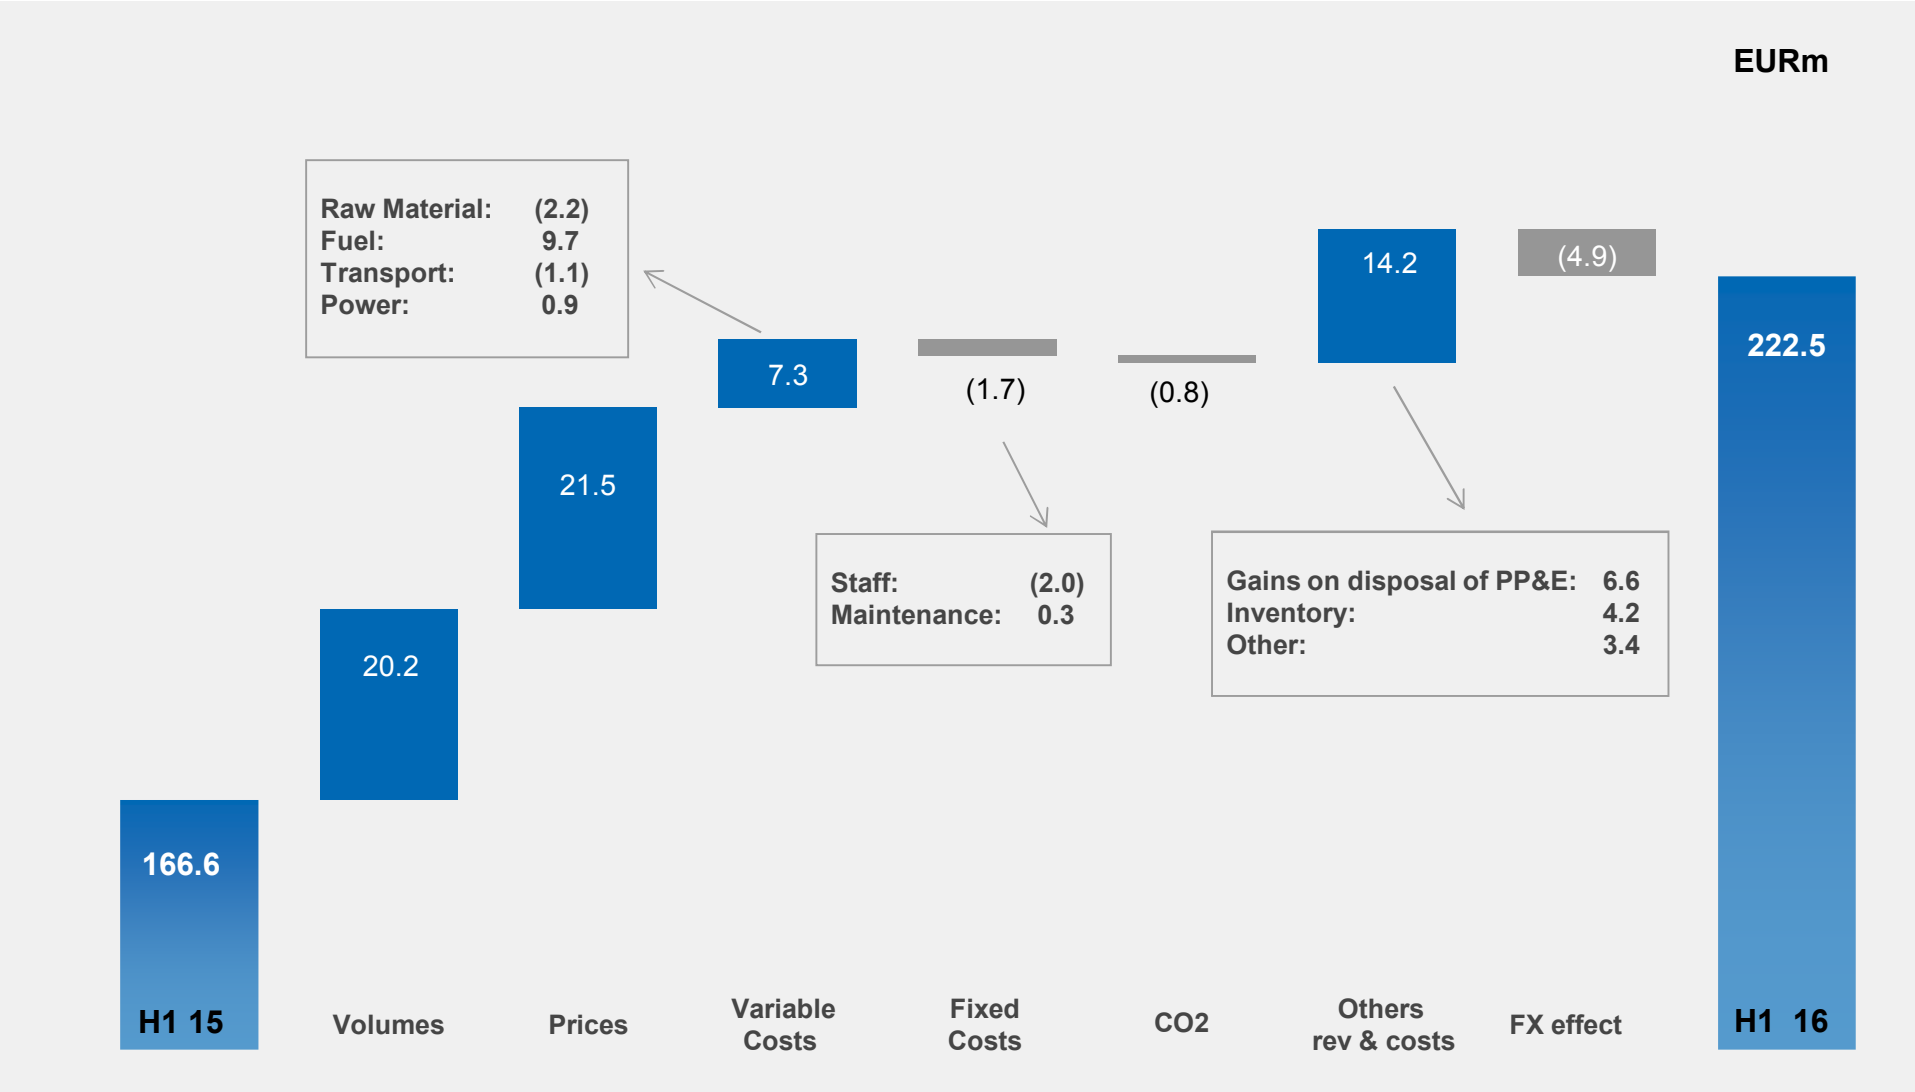 EURm
Raw Material: (2.2)
Fuel: 9.7
Transport: (1.1)
Power: 0.9
14.2
(4.9)
222.5
7.3
(1.7)
(0.8)
21.5
Staff: (2.0)
Maintenance: 0.3
Gains on disposal of PP&E: 6.6
Inventory: 4.2
Other: 3.4
20.2
166.6
H1 15
Volumes
Prices
Variable
Costs
Fixed
Costs
CO2
Others
rev & costs
FX effect
H1 16